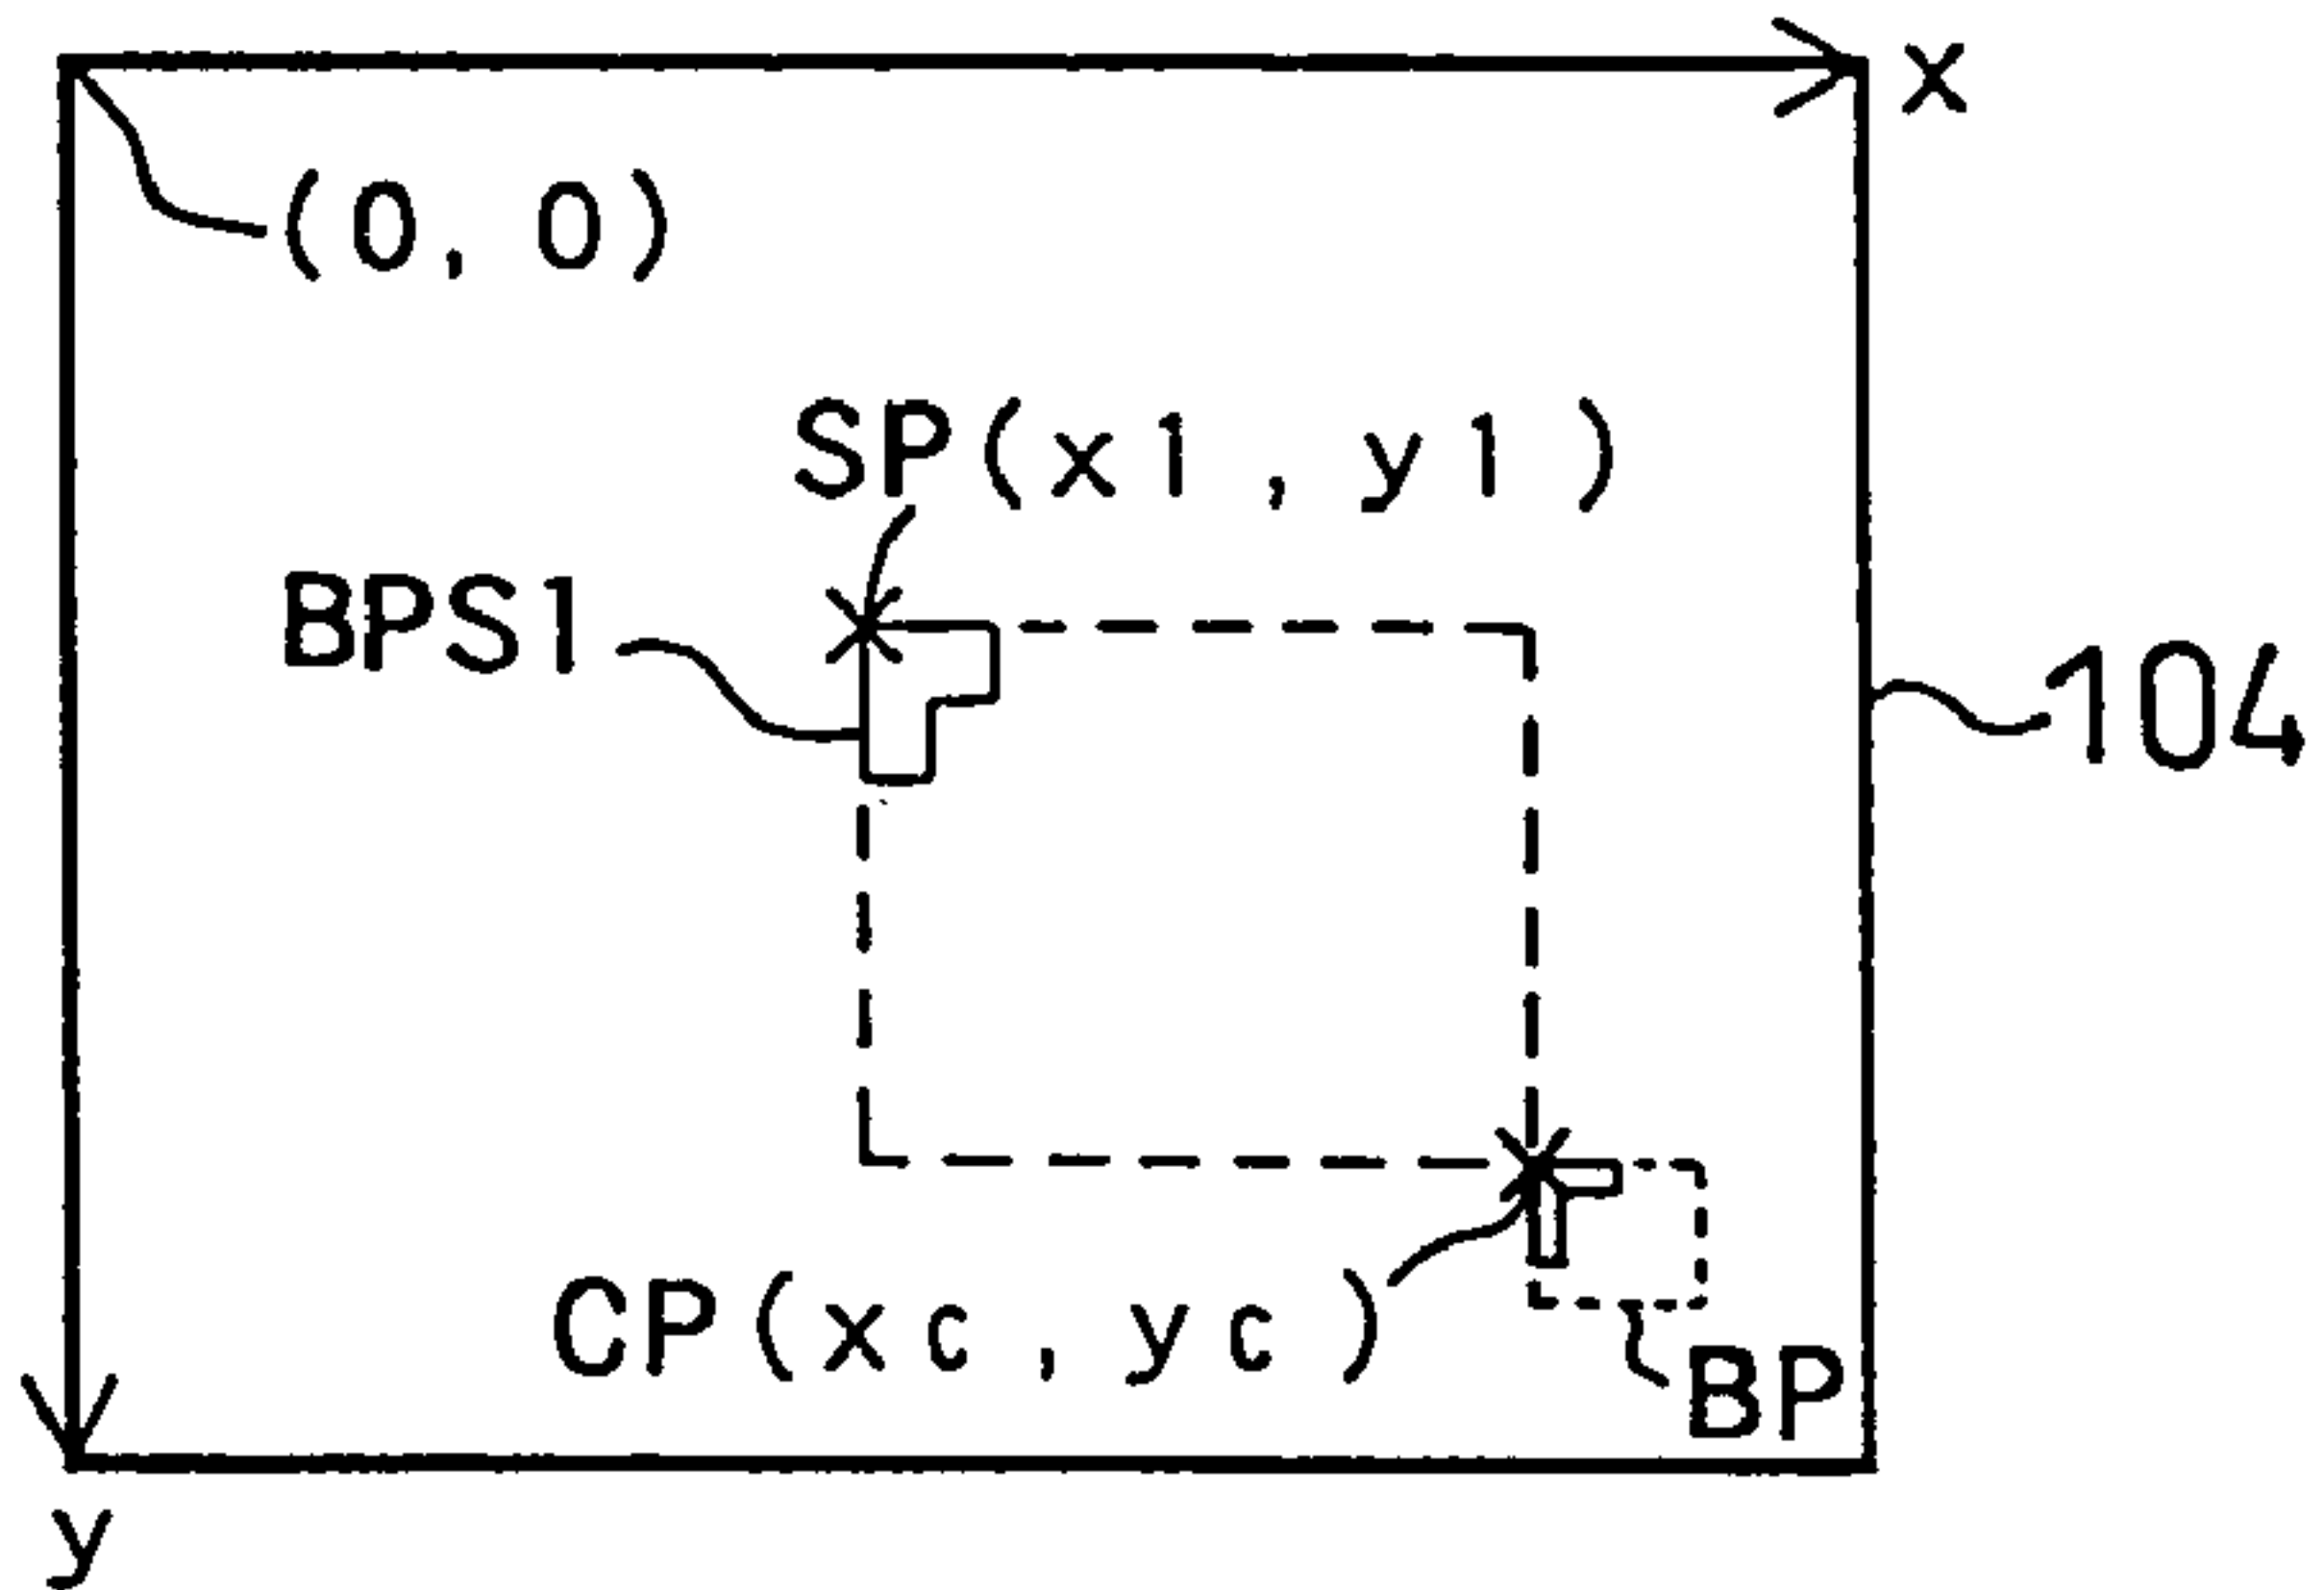 x
(0, 0)
SP(x1, y1)
BPS1
104
CP(xc, yc)
BP
y